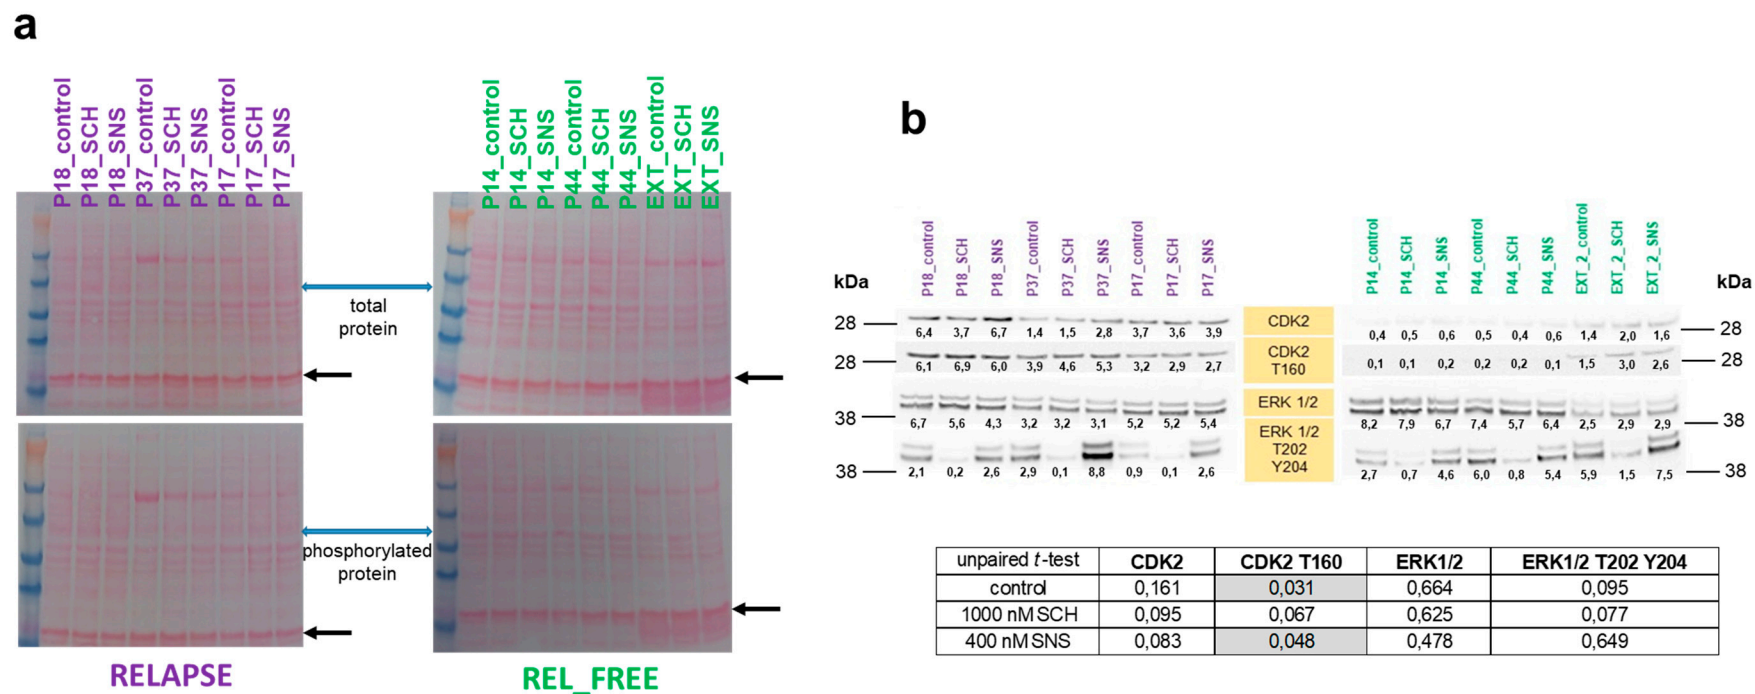 a
P18_control
P18_SCH
P18_SNS
P37_control
P37_SCH
P37_SNS
P17_control
P17_SCH
P17_SNS
P14_control
P14_SCH
P14_SNS
P44_control
P44_SCH
P44_SNS
EXT_control
EXT_SCH
EXT_SNS
total
protein
phosphorylated
protein
RELAPSE
REL_FREE
b
P18_control
P18_SCH
P18_SNS
P37_control
P37_SCH
P37_SNS
P17_control
P17_SCH
P17_SNS
P14_control
P14_SCH
P14_SNS
P44_control
P44_SCH
P44_SNS
EXT_2_control
EXT_2_SCH
EXT_2_SNS
kDa kDa
28 CDK2 28
6,4 3,7 6,7 1,4 1,5 2,8 3,7 3,6 3,9 0,4 0,5 0,6 0,5 0,4 0,6 1,4 2,0 1,6
28 CDK2 28
T160
6,1 6,9 6,0 3,9 4,6 5,3 3,2 2,9 2,7 0,1 0,1 0,2 0,2 0,2 0,1 1,5 3,0 2,6
38 ERK 1/2 38
6,7 5,6 4,3 3,2 3,2 3,1 5,2 5,2 5,4 8,2 7,9 6,7 7,4 5,7 6,4 2,5 2,9 2,9
ERK 1/2
T202
38 Y204 38
2,1 0,2 2,6 2,9 0,1 8,8 0,9 0,1 2,6 2,7 0,7 4,6 6,0 0,8 5,4 5,9 1,5 7,5
unpaired t-test CDK2 CDK2 T160 ERK1/2 ERK1/2 T202 Y204
control 0,161 0,031 0,664 0,095
1000 nM SCH 0,095 0,067 0,625 0,077
400 nM SNS 0,083 0,048 0,478 0,649